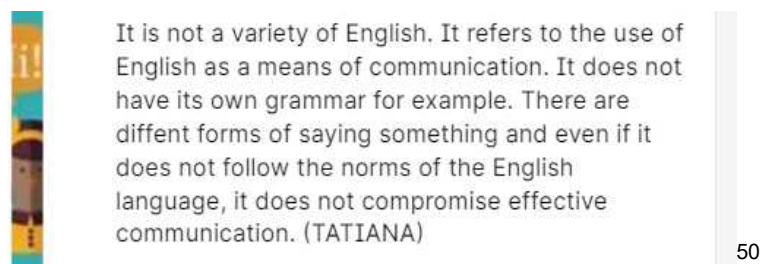 It is not a variety of English. It refers to the use of
English as a means of communication. It does not
have its own grammar for example. There are
diffent forms of saying something and even if it
does not follow the norms of the English
language, it does not compromise effective
communication. (TATIANA)
i!
50